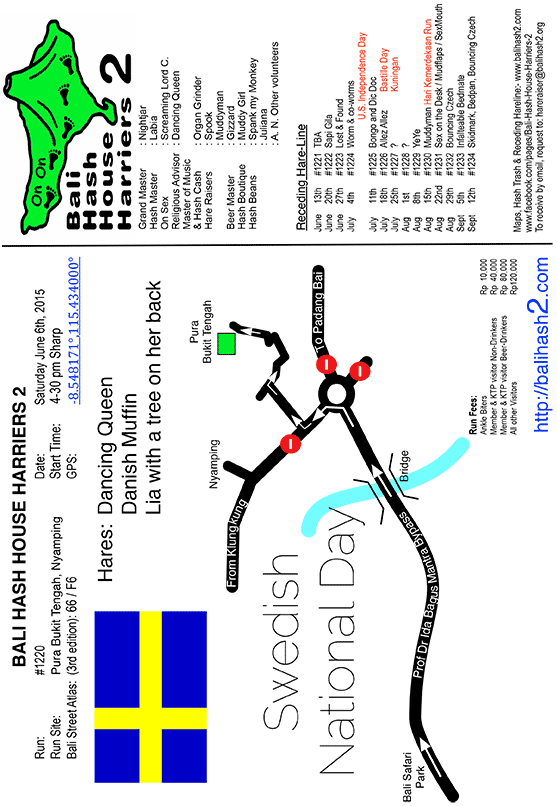 BALI HASH HOUSE HARRIERS 2
Run: #1220
Run Site: Pura Bukit Tengah, Nyamping
Bali Street Atlas: (3rd edition): 66 / F6
Date: Saturday June 6th, 2015
Start Time: 4-30 pm Sharp
GPS: -8.548171°,115.434000°
Hares: Dancing Queen
Danish Muffin
Lia with a tree on her back
Swedish
National Day
Nyamping
Pura
Bukit Tengah
From Klungkung
To Padang Bai
Bridge
Prof Dr Ida Bagus Mantra Bypass
Bali Safari
Park
Run Fees:
Ankle Biters Rp 10,000
Member & KTP visitor Non-Drinkers Rp 40,000
Member & KTP visitor Beer-Drinkers Rp 80,000
All other Visitors Rp120,000
http://balihash2.com
On On
Bali
Hash
House
Harriers 2
Grand Master : Nightjar
Hash Master : Labia
On Sex : Screaming Lord C.
Religious Advisor : Dancing Queen
Master of Music
& Hash Cash : Organ Grinder
Hare Raisers : Spook
: Muddyman
Beer Master : Gizzard
Hash Boutique : Muddy Girl
Hash Beans : Spank my Monkey
: Juliana
: A. N. Other volunteers
Receding Hare-Line
June 13th #1221 TBA
June 20th #1222 Sapi Gila
June 27th #1223 Lost & Found
July 4th #1224 Worm & co-worms
U.S. Independence Day
July 11th #1225 Bongo and Dic Doc
July 18th #1226 Allez Allez Bastille Day
July 25th #1227 ? Kuningan
Aug 1st #1228 ?
Aug 8th #1229 YeYe
Aug 15th #1230 Muddyman Hari Kemerdekaan Run
Aug 22nd #1231 Sex on the Desk / Mudflaps / SexMouth
Aug 29th #1232 Bouncing Czech
Sept 5th #1233 Inflateable Bedmate
Sept 12th #1234 Skidmark, Bedpan, Bouncing Czech
Maps, Hash Trash & Receding Hareline:- www.balihash2.com
www.facebook.com/pages/Bali-Hash-House-Harriers-2
To receive by email, request to: hareraiser@balihash2.org